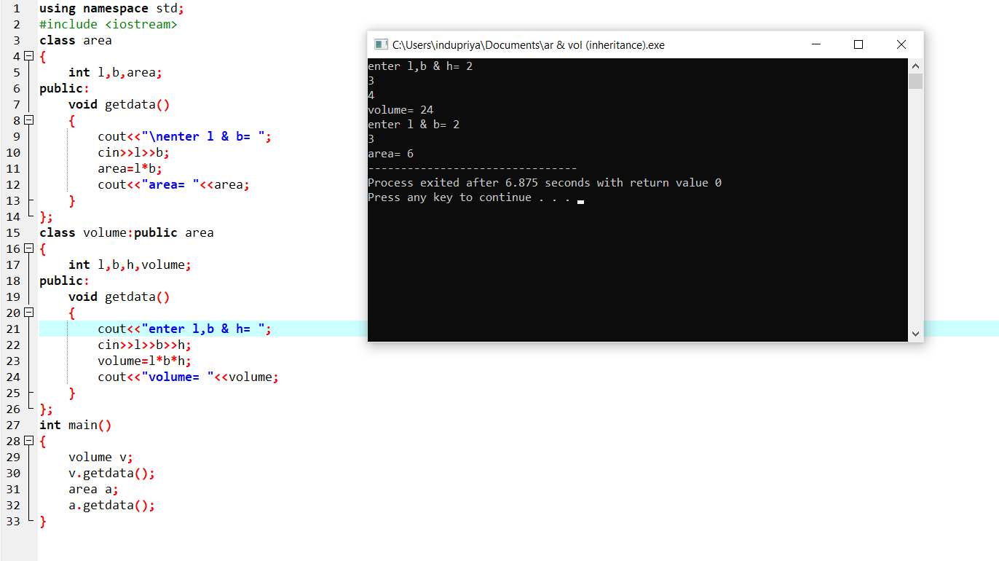 1 using namespace std;
2 #include <iostream>
3 class area
4 {
5 int l,b,area;
6 public:
7 void getdata()
8 {
9 cout<<"\nenter l & b= ";
10 cin>>l>>b;
11 area=l*b;
12 cout<<"area= "<<area;
13 }
14 };
15 class volume:public area
16 {
17 int l,b,h,volume;
18 public:
19 void getdata()
20 {
21 cout<<"enter l,b & h= ";
22 cin>>l>>b>>h;
23 volume=l*b*h;
24 cout<<"volume= "<<volume;
25 }
26 };
27 int main()
28 {
29 volume v;
30 v.getdata();
31 area a;
32 a.getdata();
33 }
C:\Users\indupriya\Documents\ar & vol (inheritance).exe
enter l,b & h= 2
3
4
volume= 24
enter l & b= 2
3
area= 6
--------------------------------
Process exited after 6.875 seconds with return value 0
Press any key to continue . . .